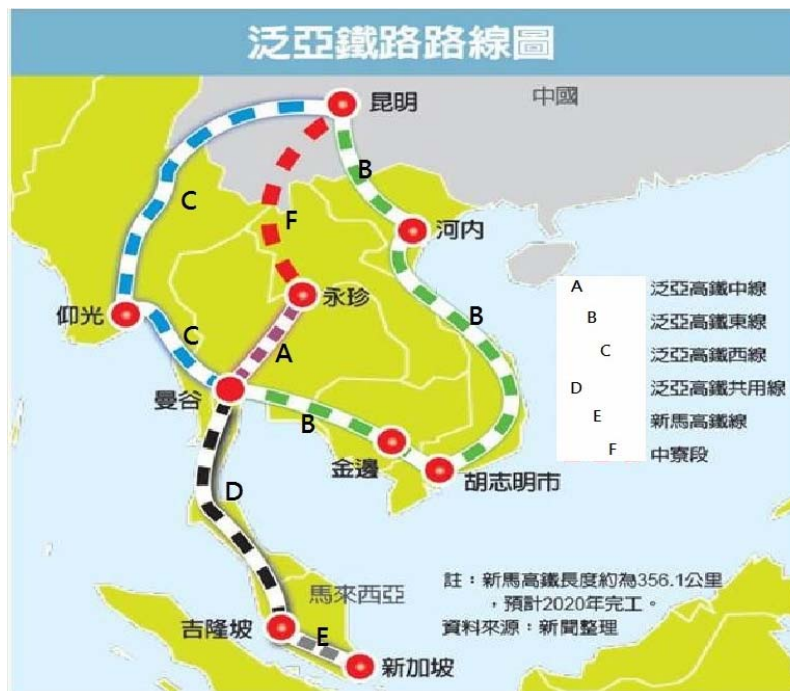 泛亞鐵路路線圖
昆明
中國
B
C
F
河內
永珍
仰光
B
C
A
曼谷
B
金邊
胡志明市
D
A 泛亞高鐵中線
B 泛亞高鐵東線
C 泛亞高鐵西線
D 泛亞高鐵共用線
E 新馬高鐵線
F 中寮段
馬來西亞
吉隆坡
E
新加坡
註：新馬高鐵長度約為356.1公里
，預計2020年完工。
資料來源：新聞整理